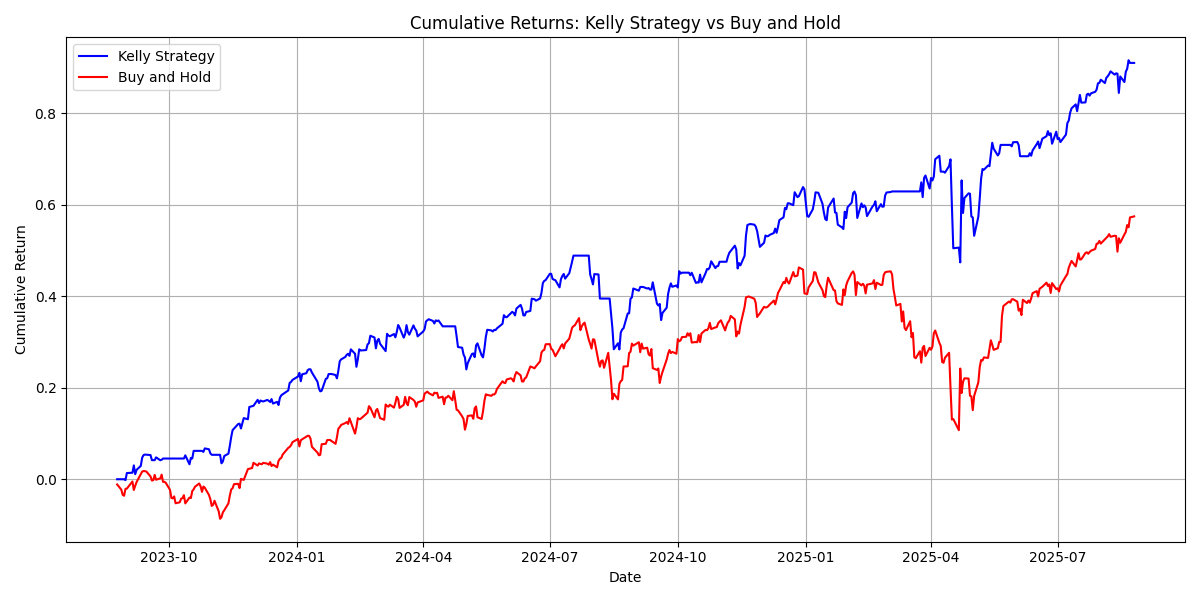 Cumulative Returns: Kelly Strategy vs Buy and Hold
Kelly Strategy
Buy and Hold
Cumulative Return
0.8
0.6
0.4
0.2
0.0
2023-10 2024-01 2024-04 2024-07 2024-10 2025-01 2025-04 2025-07
Date